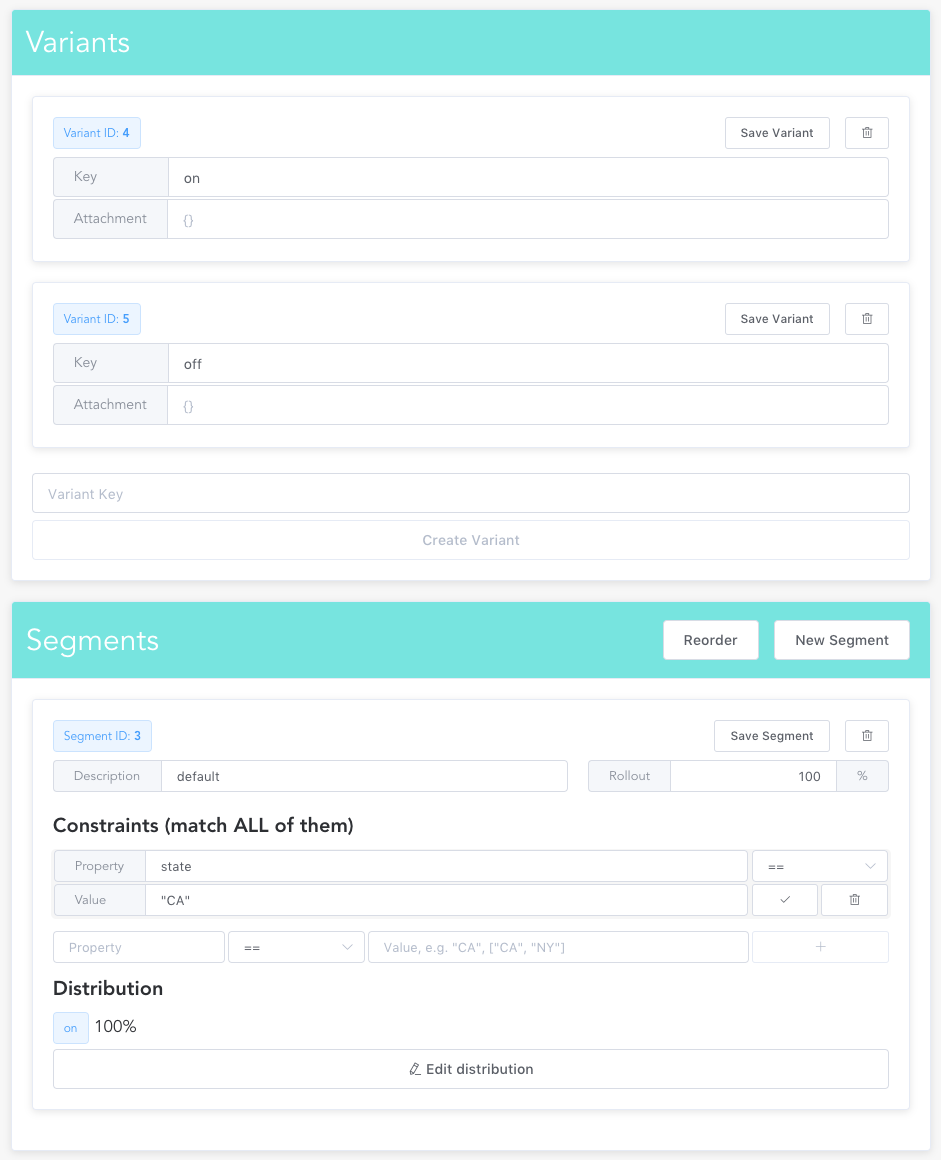 Variants
Variant ID: 4
Save Variant
Key on
Attachment {}
Variant ID: 5
Save Variant
Key off
Attachment {}
Variant Key
Create Variant
Segments
Reorder
New Segment
Segment ID: 3
Save Segment
Description default
Rollout 100 %
Constraints (match ALL of them)
Property state ==
Value "CA"
Property == Value, e.g. "CA", ["CA", "NY"] +
Distribution
on 100%
Edit distribution